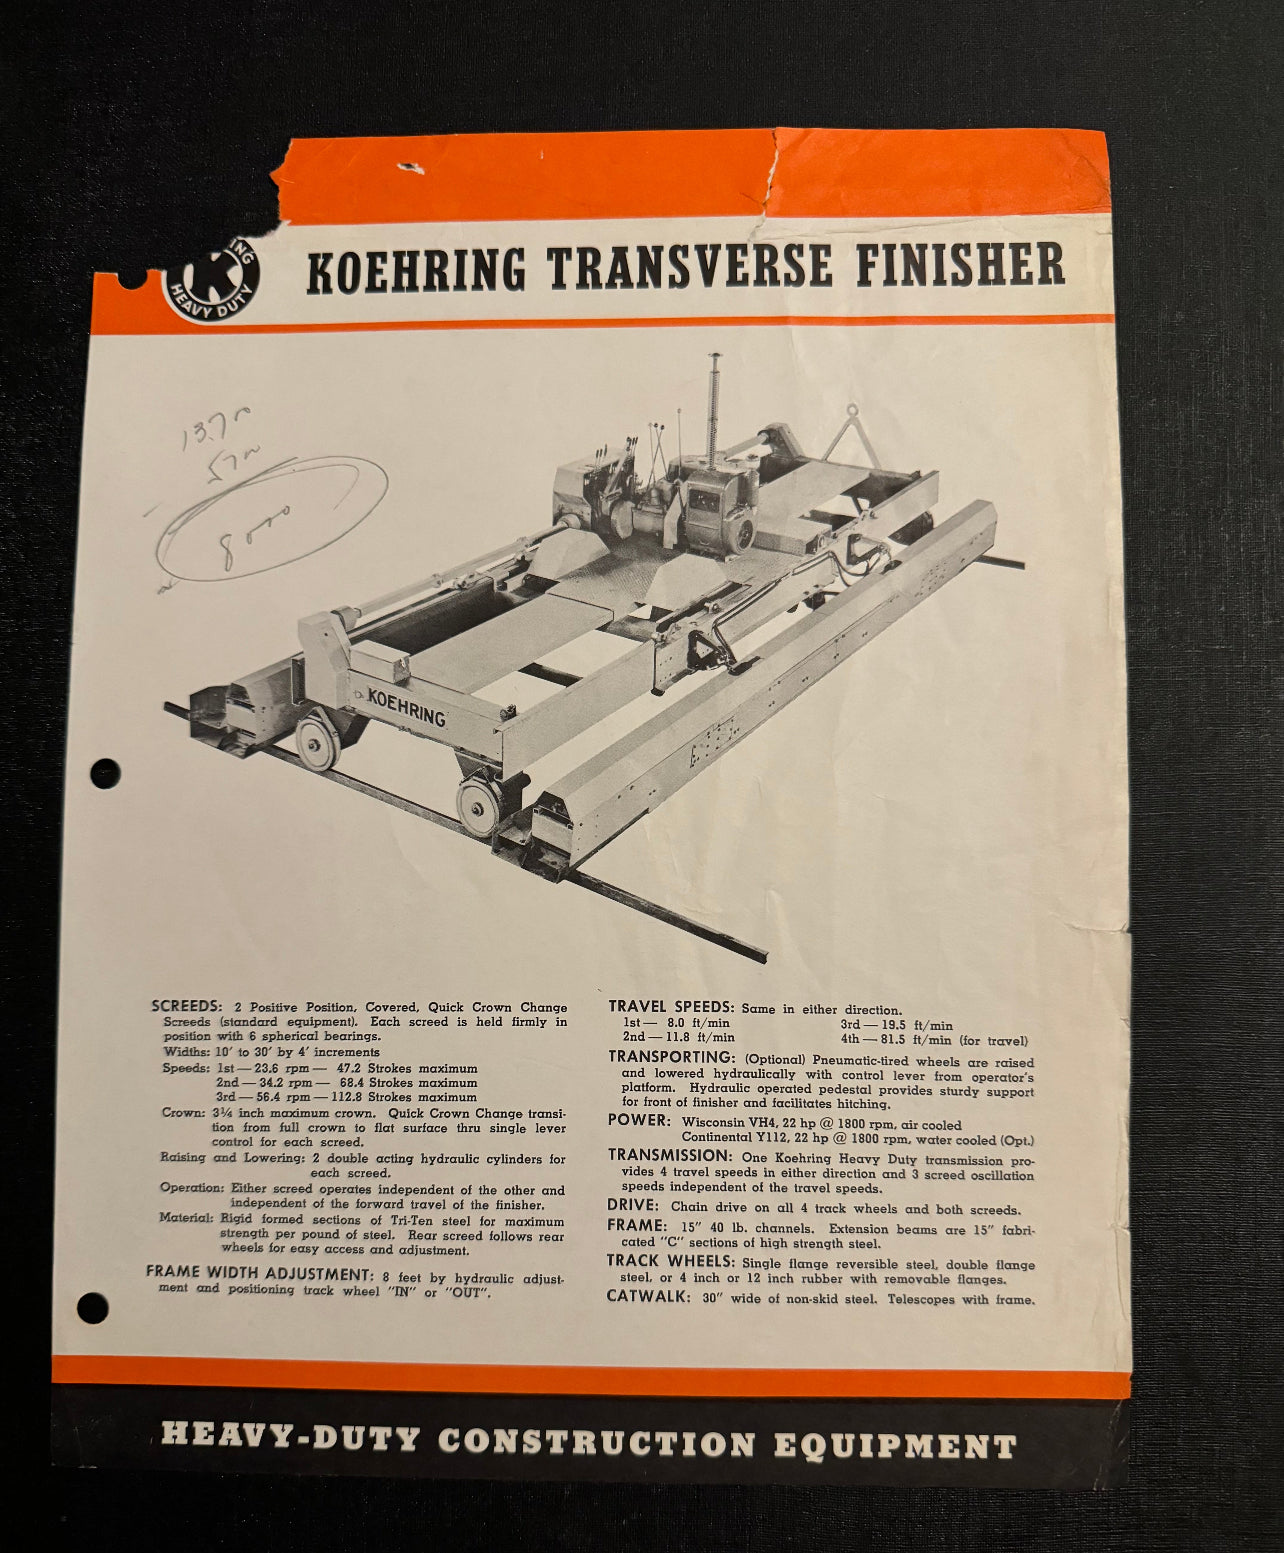 ING
K
HEAVY DUTY
KOEHRING TRANSVERSE FINISHER
13,700
5700
8000
KOEHRING
SCREEDS: 2 Positive Position, Covered, Quick Crown Change
Screeds (standard equipment). Each screed is held firmly in
position with 6 spherical bearings.
Widths: 10' to 30' by 4' increments
Speeds: 1st — 23.6 rpm — 47.2 Strokes maximum
2nd — 34.2 rpm — 68.4 Strokes maximum
3rd — 56.4 rpm — 112.8 Strokes maximum
Crown: 3¼ inch maximum crown. Quick Crown Change transi-
tion from full crown to flat surface thru single lever
control for each screed.
Raising and Lowering: 2 double acting hydraulic cylinders for
each screed.
Operation: Either screed operates independent of the other and
independent of the forward travel of the finisher.
Material: Rigid formed sections of Tri-Ten steel for maximum
strength per pound of steel. Rear screed follows rear
wheels for easy access and adjustment.
FRAME WIDTH ADJUSTMENT: 8 feet by hydraulic adjust-
ment and positioning track wheel "IN" or "OUT".
TRAVEL SPEEDS: Same in either direction.
1st — 8.0 ft/min 3rd — 19.5 ft/min
2nd — 11.8 ft/min 4th — 81.5 ft/min (for travel)
TRANSPORTING: (Optional) Pneumatic-tired wheels are raised
and lowered hydraulically with control lever from operator's
platform. Hydraulic operated pedestal provides sturdy support
for front of finisher and facilitates hitching.
POWER: Wisconsin VH4, 22 hp @ 1800 rpm, air cooled
Continental Y112, 22 hp @ 1800 rpm, water cooled (Opt.)
TRANSMISSION: One Koehring Heavy Duty transmission pro-
vides 4 travel speeds in either direction and 3 screed oscillation
speeds independent of the travel speeds.
DRIVE: Chain drive on all 4 track wheels and both screeds.
FRAME: 15" 40 lb. channels. Extension beams are 15" fabri-
cated "C" sections of high strength steel.
TRACK WHEELS: Single flange reversible steel, double flange
steel, or 4 inch or 12 inch rubber with removable flanges.
CATWALK: 30" wide of non-skid steel. Telescopes with frame.
HEAVY-DUTY CONSTRUCTION EQUIPMENT